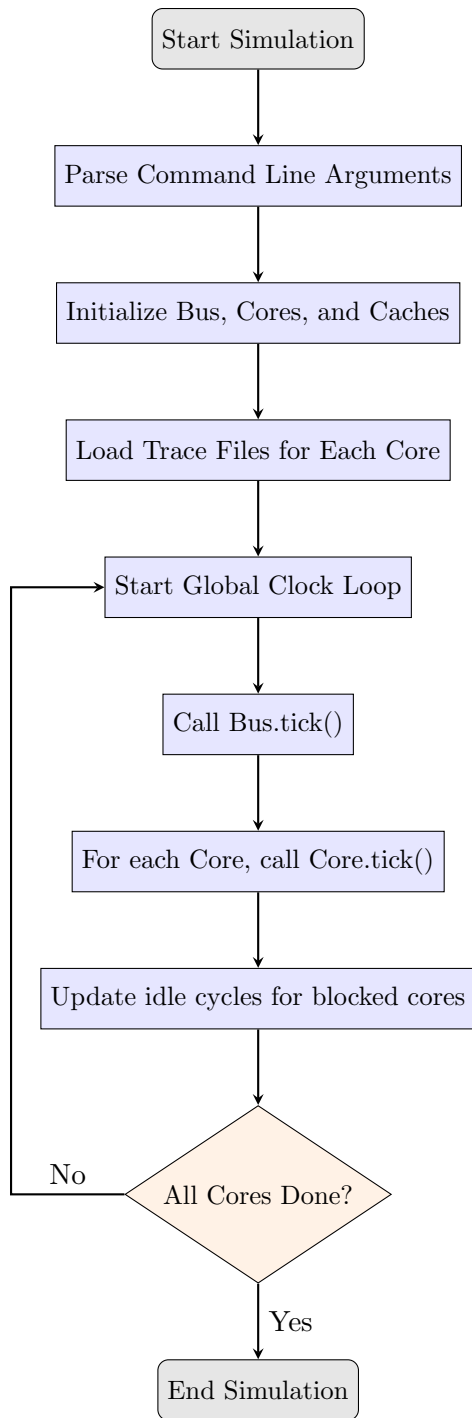 Start Simulation
Parse Command Line Arguments
Initialize Bus, Cores, and Caches
Load Trace Files for Each Core
Start Global Clock Loop
Call Bus.tick()
For each Core, call Core.tick()
Update idle cycles for blocked cores
No
All Cores Done?
Yes
End Simulation